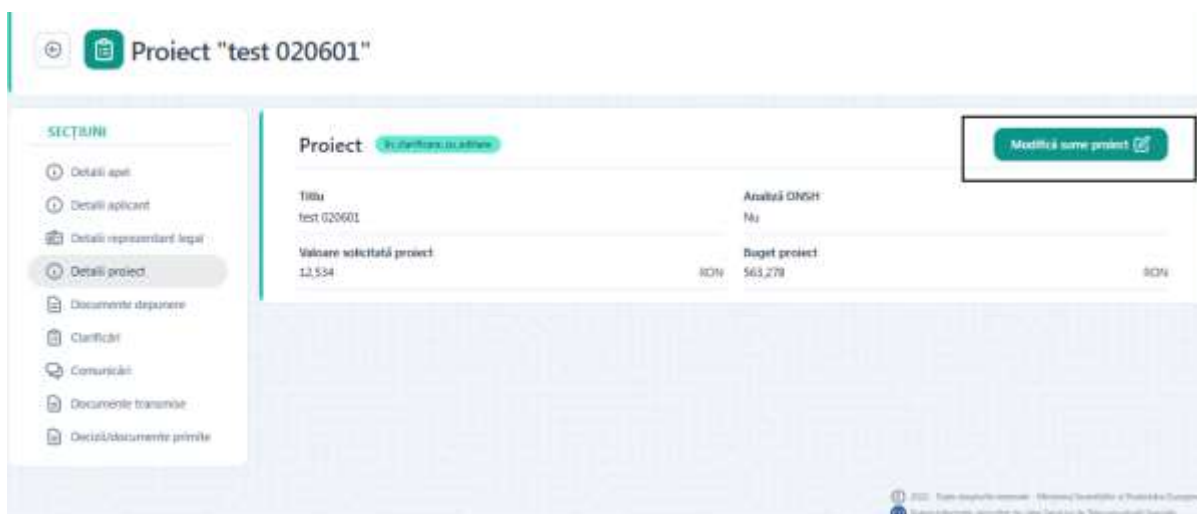 Proiect "test 020601"
SECȚIUNI
Detalii apel
Detalii aplicant
Detalii reprezentant legal
Detalii proiect
Documente depunere
Clarificări
Comunicări
Documente transmise
Decizii/documente primite
Proiect
Modifică sume proiect
Titlu
test 020601
Analiză DNSH
Nu
Valoare solicitată proiect
12,534 RON
Buget proiect
563,278 RON